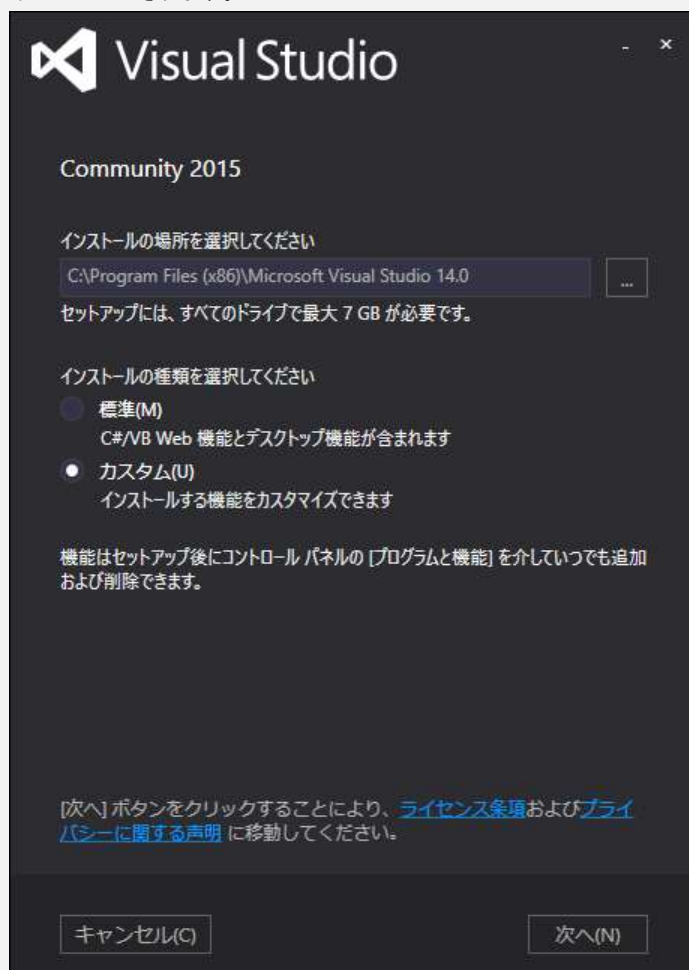 Visual Studio
Community 2015
インストールの場所を選択してください
C:\Program Files (x86)\Microsoft Visual Studio 14.0
...
セットアップには、すべてのドライブで最大 7 GB が必要です。
インストールの種類を選択してください
標準(M)
C#/VB Web 機能とデスクトップ機能が含まれます
カスタム(U)
インストールする機能をカスタマイズできます
機能はセットアップ後にコントロール パネルの [プログラムと機能] を介していつでも追加
および削除できます。
[次へ] ボタンをクリックすることにより、ライセンス条項およびプライ
バシーに関する声明 に移動してください。
キャンセル(C)
次へ(N)